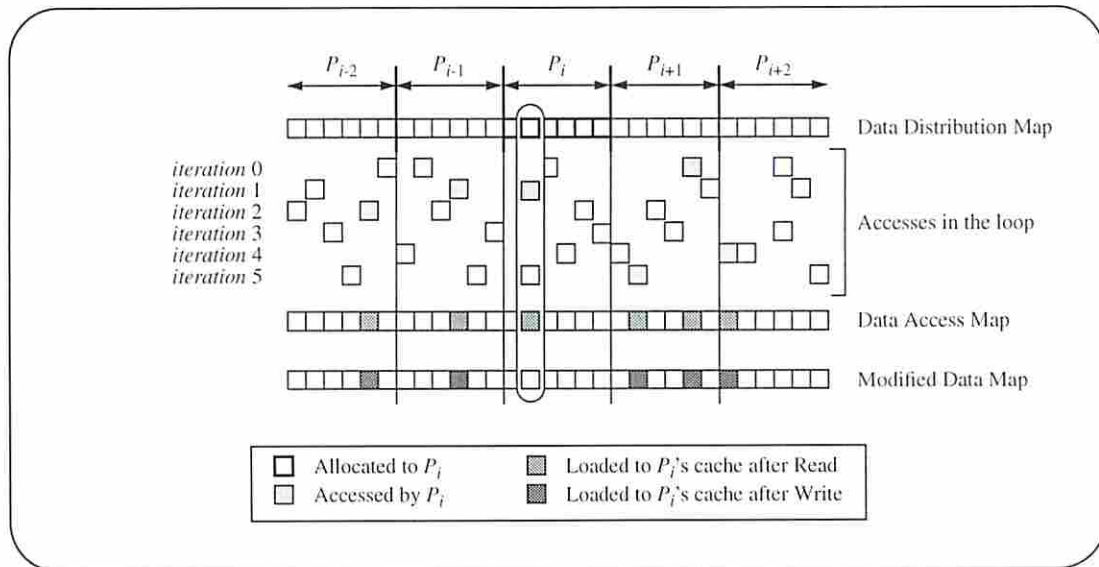 P_{i-2} P_{i-1} P_i P_{i+1} P_{i+2}
Data Distribution Map
iteration 0
iteration 1
iteration 2
iteration 3
iteration 4
iteration 5
Accesses in the loop
Data Access Map
Modified Data Map
Allocated to P_i
Loaded to P_i's cache after Read
Accessed by P_i
Loaded to P_i's cache after Write